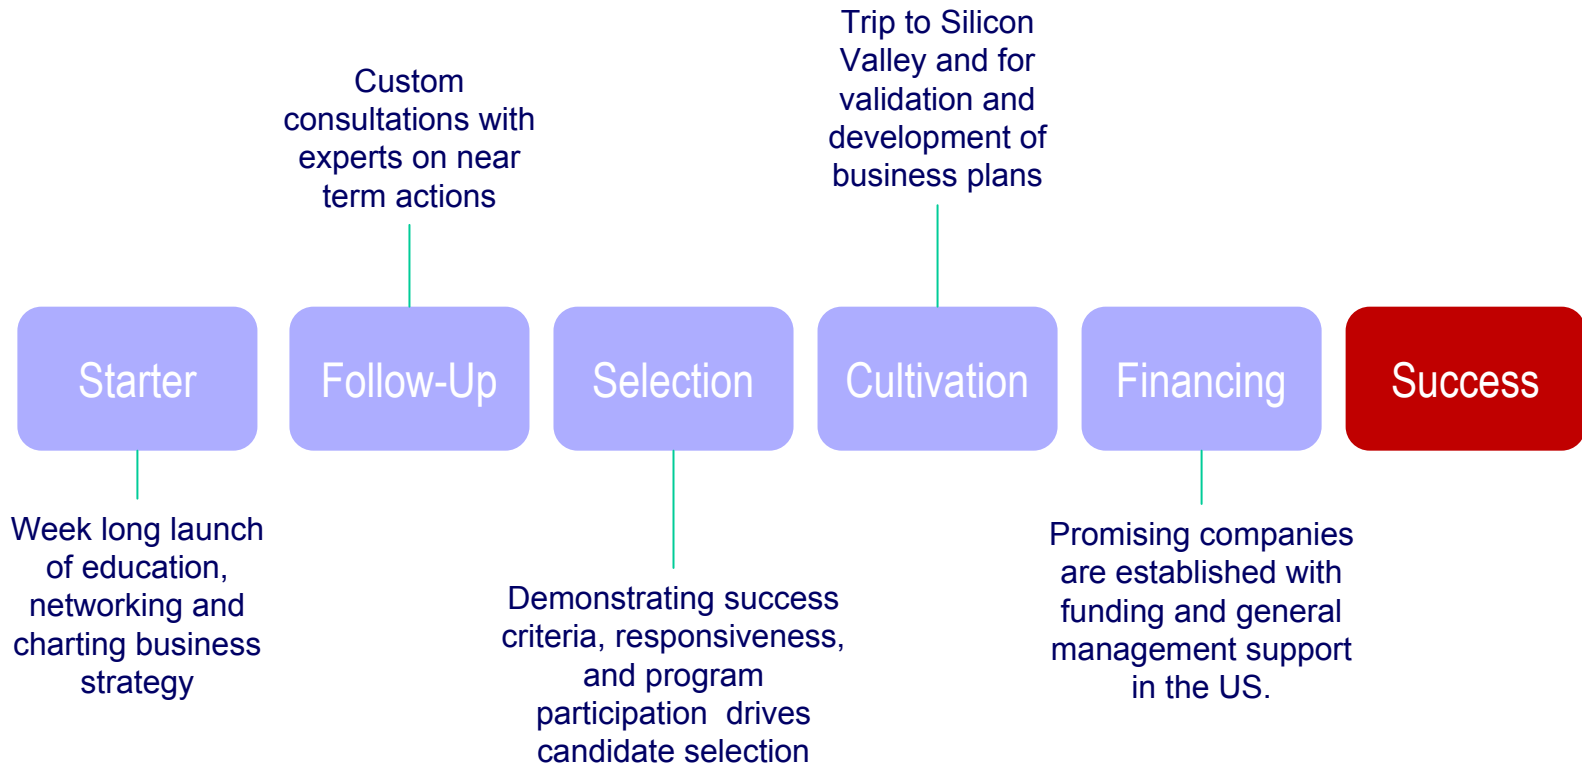 Trip to Silicon
Valley and for
validation and
development of
business plans
Custom
consultations with
experts on near
term actions
Starter
Follow-Up
Selection
Cultivation
Financing
Success
Week long launch
of education,
networking and
charting business
strategy
Demonstrating success
criteria, responsiveness,
and program
participation  drives
candidate selection
Promising companies
are established with
funding and general
management support
in the US.